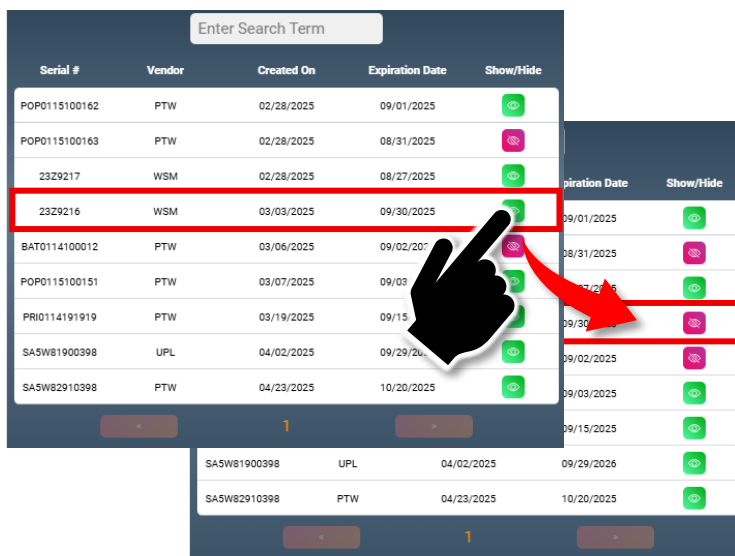 Enter Search Term
Serial # Vendor Created On Expiration Date Show/Hide
POP0115100162 PTW 02/28/2025 09/01/2025
POP0115100163 PTW 02/28/2025 08/31/2025
23Z9217 WSM 02/28/2025 08/27/2025
23Z9216 WSM 03/03/2025 09/30/2025
BAT0114100012 PTW 03/06/2025
POP0115100151 PTW 03/07/2025
PRI0114191919 PTW 03/19/2025
SA5W81900398 UPL 04/02/2025
SA5W82910398 PTW 04/23/2025 10/20/2025
< 1 >
Date Show/Hide
09/01/2025
08/31/2025
09/02/2025
09/03/2025
09/15/2025
SA5W81900398 UPL 04/02/2025 09/29/2026
SA5W82910398 PTW 04/23/2025 10/20/2025
< 1 >